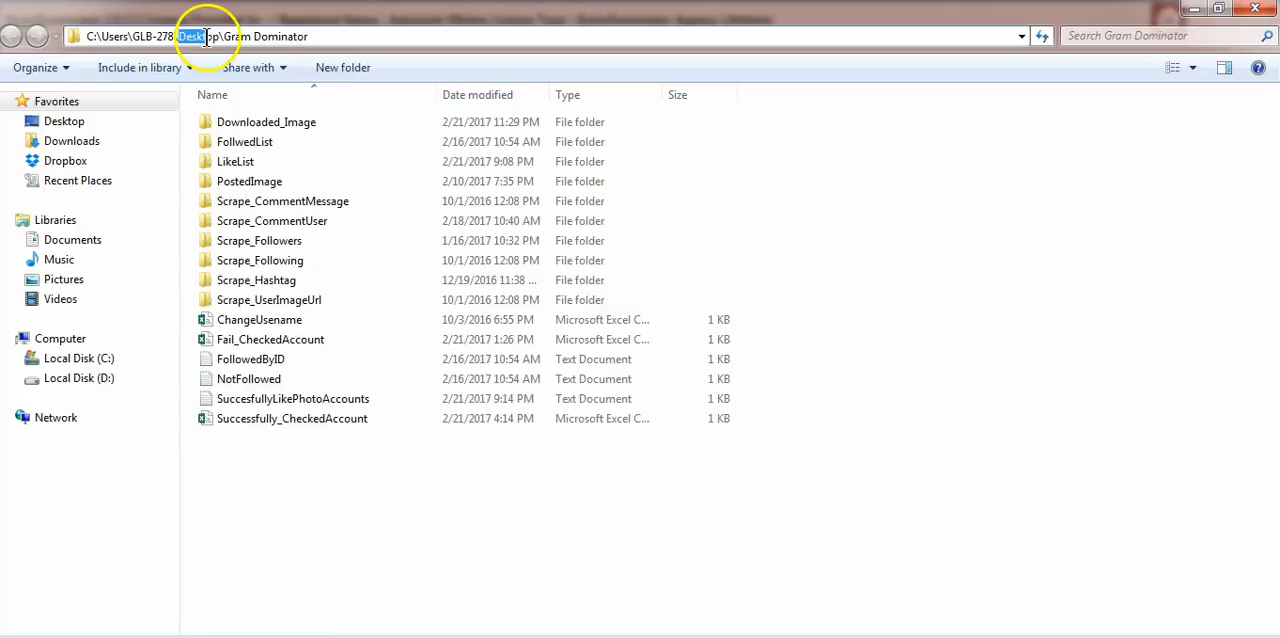 C:\Users\GLB-278\Desktop\Gram Dominator
Search Gram Dominator
Organize
Include in library
Share with
New folder
Name
Date modified
Type
Size
Favorites
Desktop
Downloads
Dropbox
Recent Places
Libraries
Documents
Music
Pictures
Videos
Computer
Local Disk (C:)
Local Disk (D:)
Network
Downloaded_Image 2/21/2017 11:29 PM File folder
FollwedList 2/16/2017 10:54 AM File folder
LikeList 2/21/2017 9:08 PM File folder
PostedImage 2/10/2017 7:35 PM File folder
Scrape_CommentMessage 10/1/2016 12:08 PM File folder
Scrape_CommentUser 2/18/2017 10:40 AM File folder
Scrape_Followers 1/16/2017 10:32 PM File folder
Scrape_Following 10/1/2016 12:08 PM File folder
Scrape_Hashtag 12/19/2016 11:38 ... File folder
Scrape_UserImageUrl 10/1/2016 12:08 PM File folder
ChangeUsename 10/3/2016 6:55 PM Microsoft Excel C... 1 KB
Fail_CheckedAccount 2/21/2017 1:26 PM Microsoft Excel C... 1 KB
FollowedByID 2/16/2017 10:54 AM Text Document 1 KB
NotFollowed 2/16/2017 10:54 AM Text Document 1 KB
SuccesfullyLikePhotoAccounts 2/21/2017 9:14 PM Text Document 1 KB
Successfully_CheckedAccount 2/21/2017 4:14 PM Microsoft Excel C... 1 KB